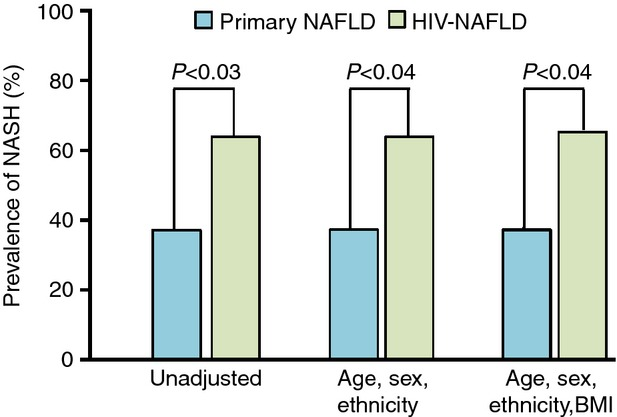 Primary NAFLD
HIV-NAFLD
Prevalence of NASH (%)
100
80
60
40
20
0
P<0.03
P<0.04
P<0.04
Unadjusted
Age, sex,
ethnicity
Age, sex,
ethnicity,BMI